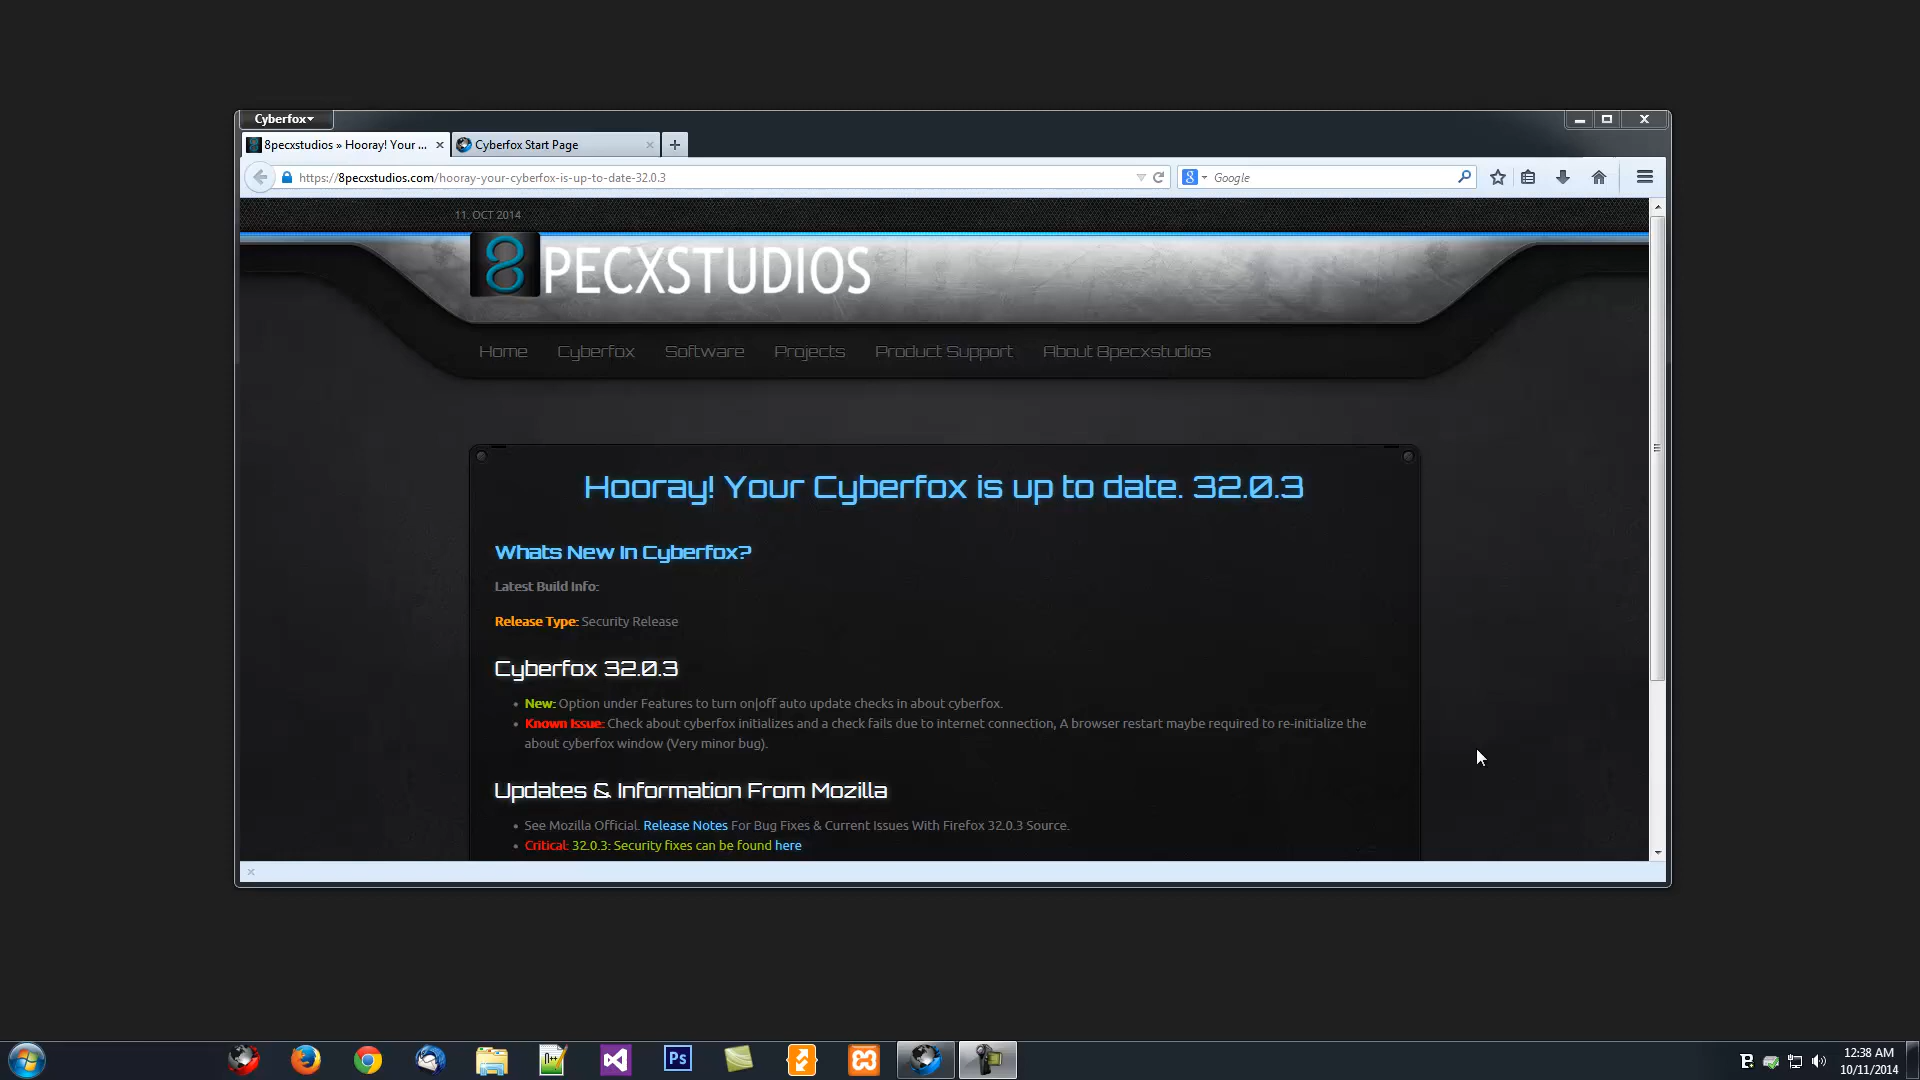 Cyberfox
8pecxstudios » Hooray! Your ...
Cyberfox Start Page
https://8pecxstudios.com/hooray-your-cyberfox-is-up-to-date-32.0.3
Google
11. OCT 2014
8PECXSTUDIOS
Home Cyberfox Software Projects Product Support About 8pecxstudios
Hooray! Your Cyberfox is up to date. 32.0.3
Whats New In Cyberfox?
Latest Build Info:
Release Type: Security Release
Cyberfox 32.0.3
• New: Option under Features to turn on|off auto update checks in about cyberfox.
• Known Issue: Check about cyberfox initializes and a check fails due to internet connection, A browser restart maybe required to re-initialize the
about cyberfox window (Very minor bug).
Updates & Information From Mozilla
• See Mozilla Official. Release Notes For Bug Fixes & Current Issues With Firefox 32.0.3 Source.
• Critical: 32.0.3: Security fixes can be found here
Ps
12:38 AM
10/11/2014